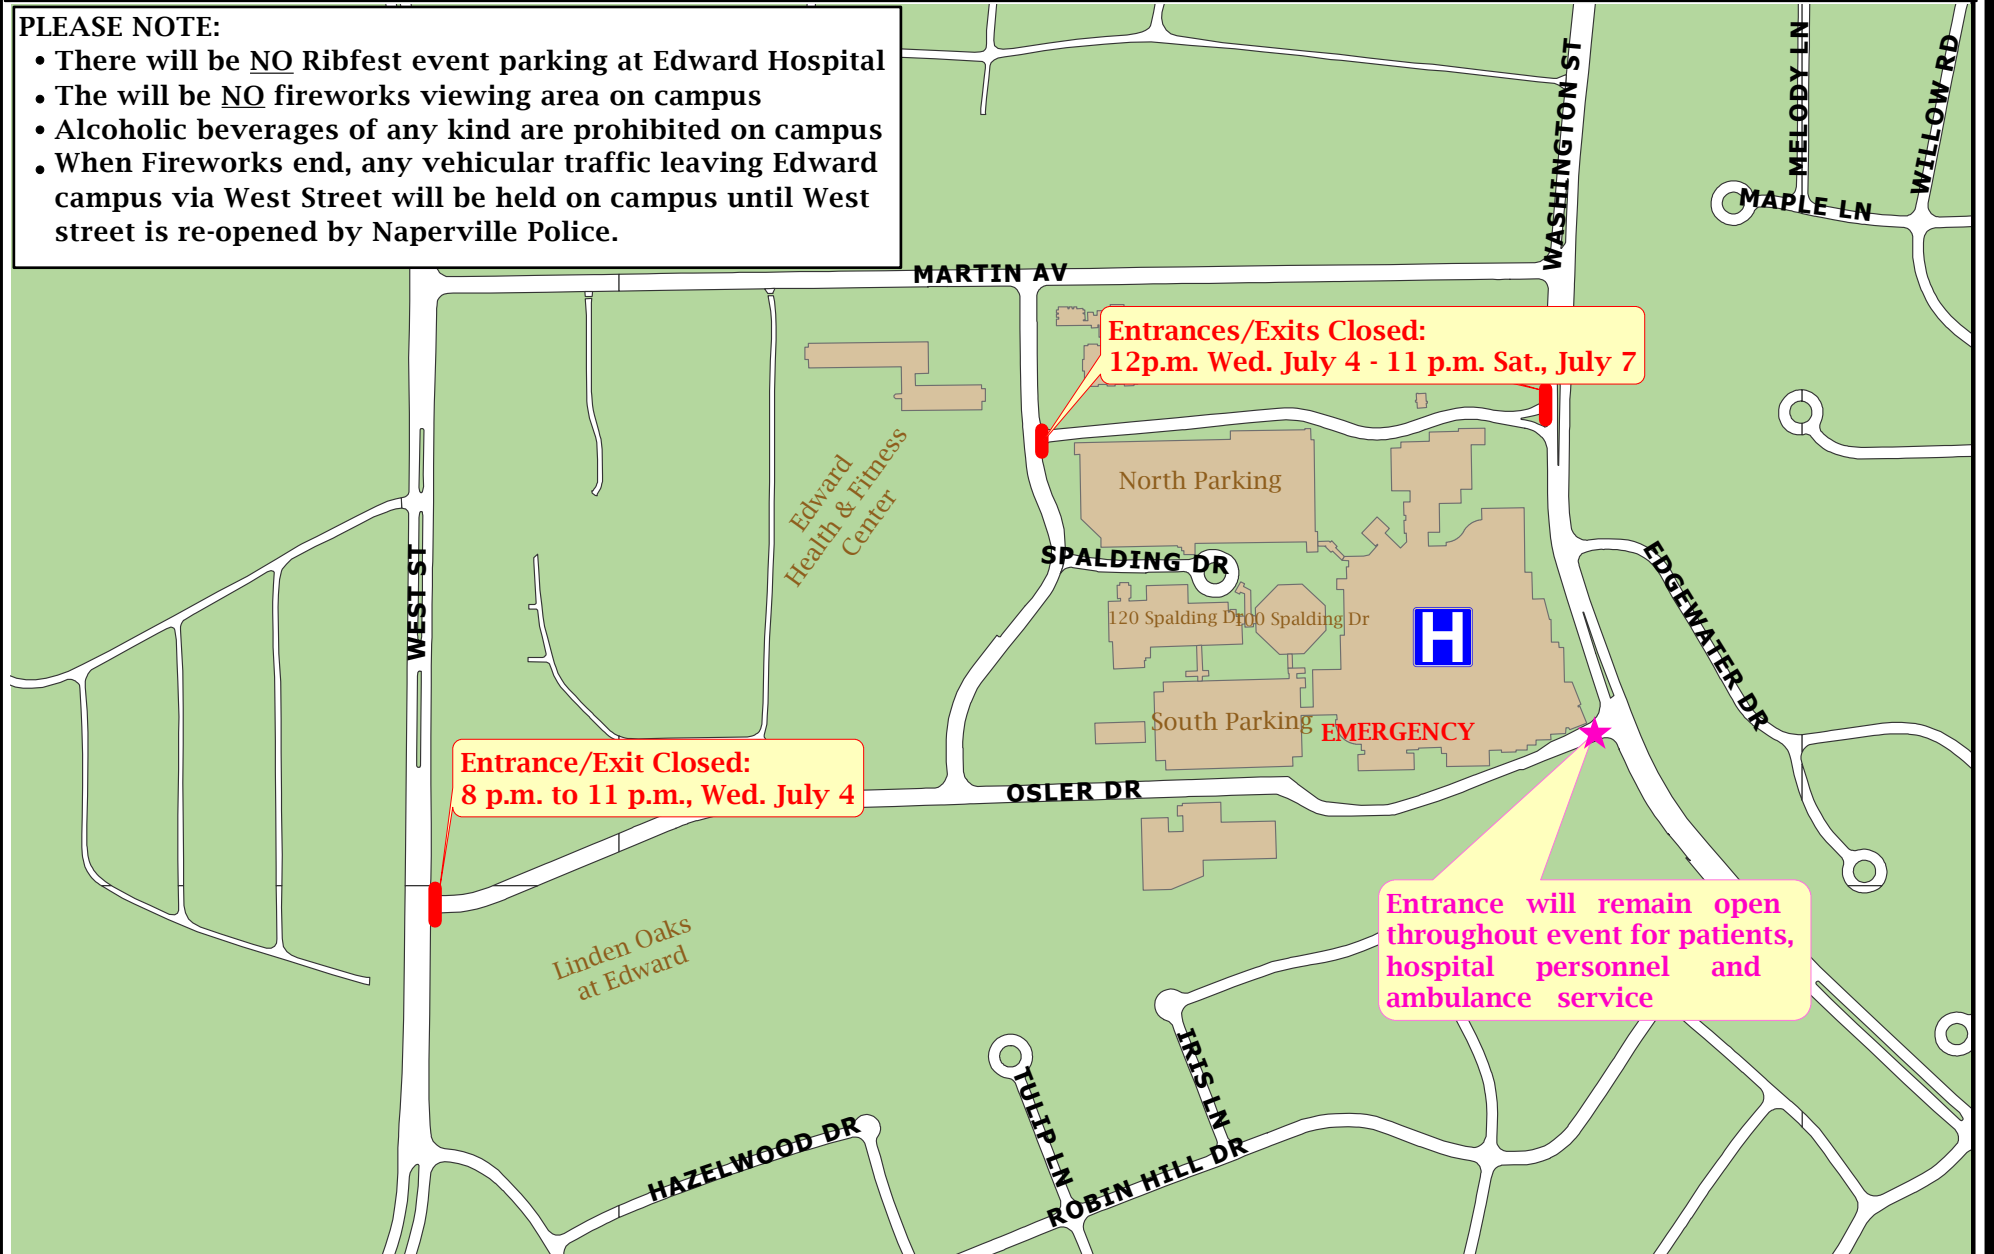 PLEASE NOTE:
• There will be NO Ribfest event parking at Edward Hospital
• The will be NO fireworks viewing area on campus
• Alcoholic beverages of any kind are prohibited on campus
• When Fireworks end, any vehicular traffic leaving Edward
campus via West Street will be held on campus until West
street is re-opened by Naperville Police.
MELODY LN
WILLOW RD
WASHINGTON ST
MAPLE LN
MARTIN AV
Entrances/Exits Closed:
12p.m. Wed. July 4 - 11 p.m. Sat., July 7
Edward
Health & Fitness
Center
North Parking
WEST ST
SPALDING DR
EDGEWATER DR
120 Spalding Dr
100 Spalding Dr
H
South Parking
EMERGENCY
Entrance/Exit Closed:
8 p.m. to 11 p.m., Wed. July 4
OSLER DR
Entrance will remain open
throughout event for patients,
hospital personnel and
ambulance service
Linden Oaks
at Edward
IRIS LN
TULIP LN
HAZELWOOD DR
ROBIN HILL DR